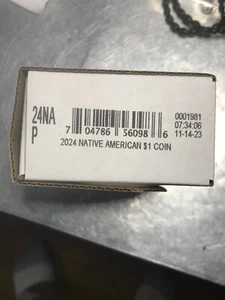 24NA
P
7 04786 56098 6
0001981
07:34:06
11-14-23
2024 NATIVE AMERICAN $1 COIN